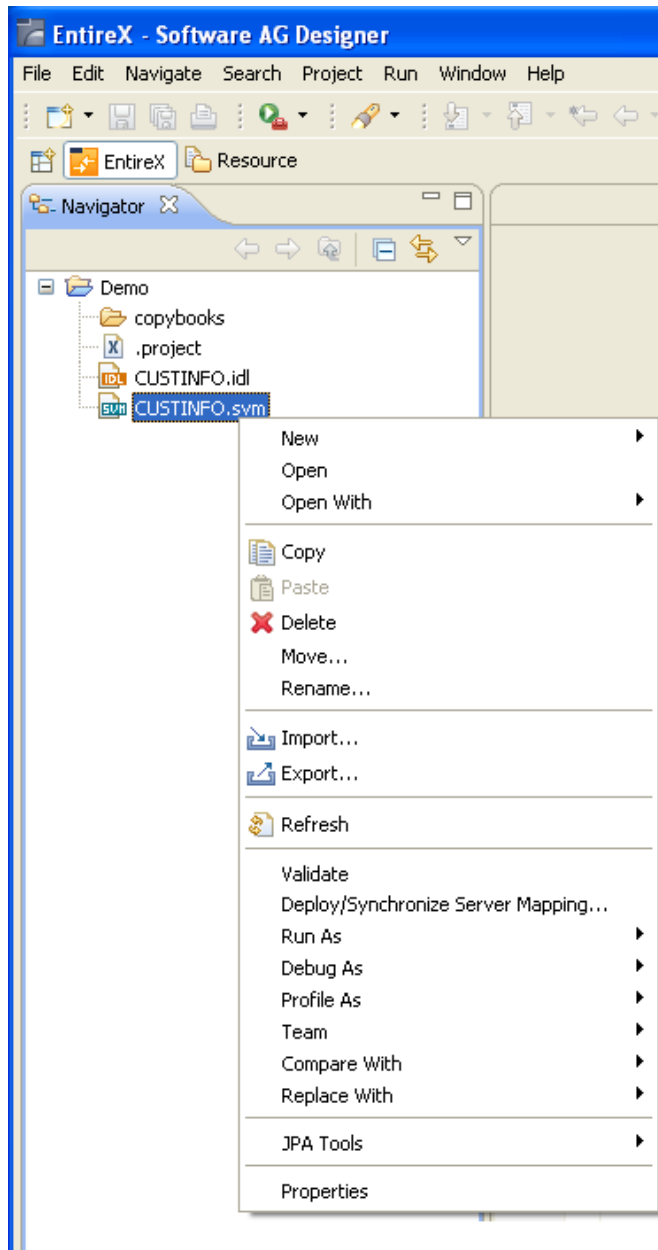 EntireX - Software AG Designer
File Edit Navigate Search Project Run Window Help
EntireX Resource
Navigator
Demo
copybooks
X .project
IDL CUSTINFO.idl
SVM CUSTINFO.svm
New
Open
Open With
Copy
Paste
Delete
Move...
Rename...
Import...
Export...
Refresh
Validate
Deploy/Synchronize Server Mapping...
Run As
Debug As
Profile As
Team
Compare With
Replace With
JPA Tools
Properties